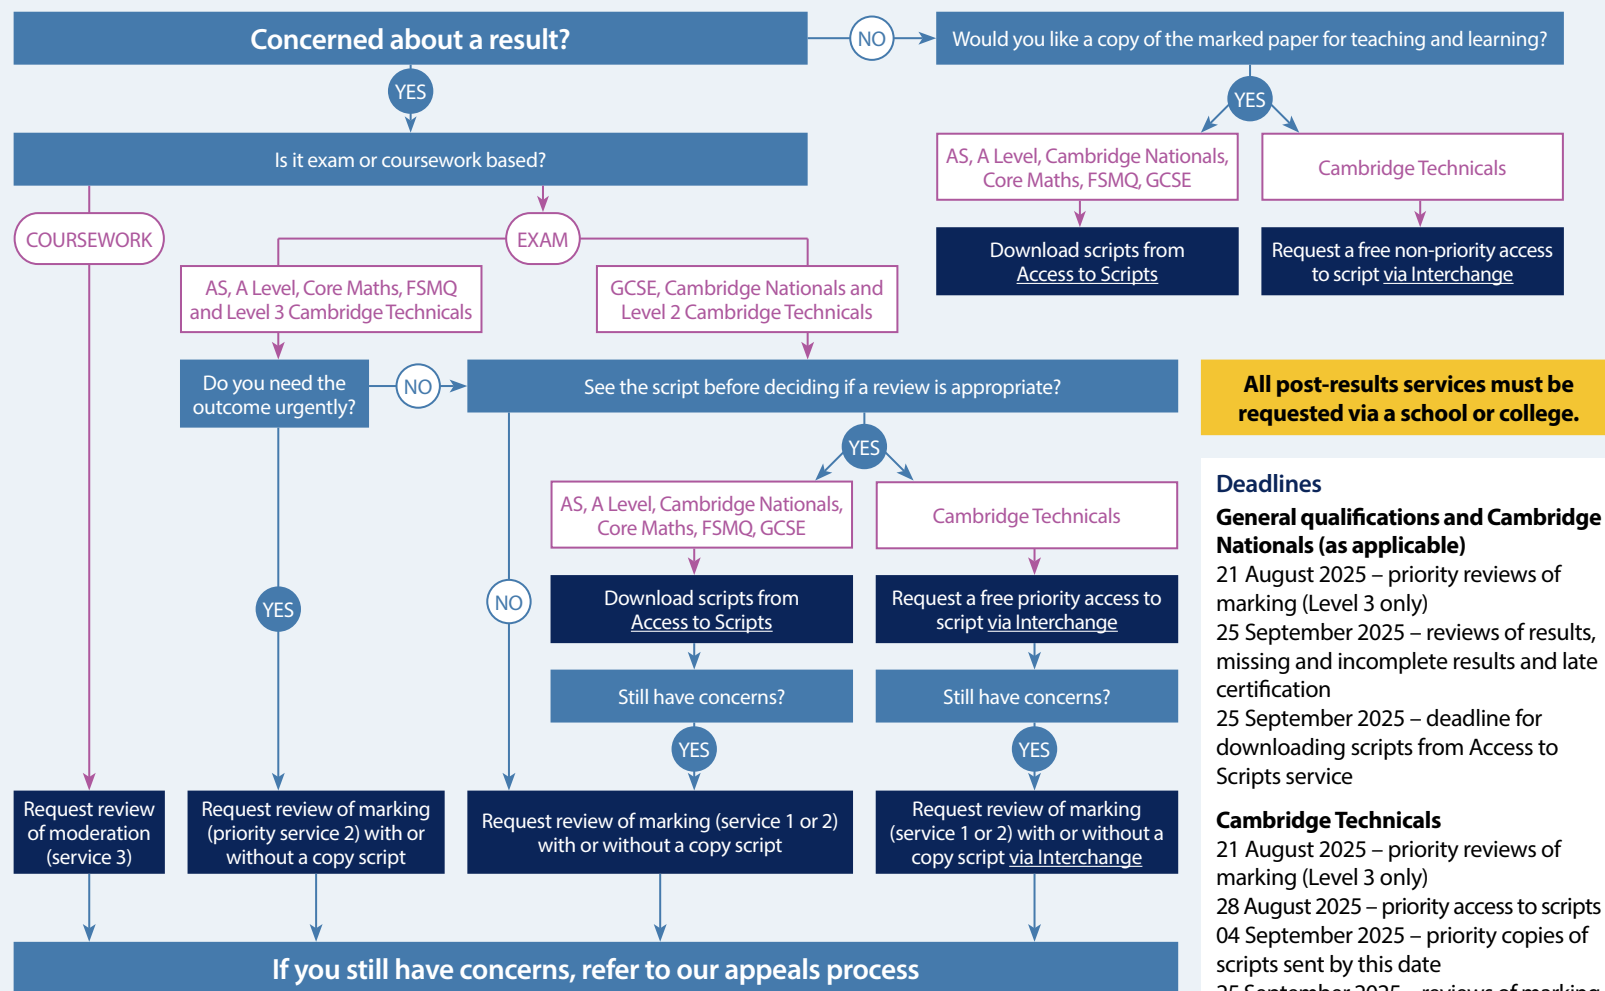 Concerned about a result?
NO
Would you like a copy of the marked paper for teaching and learning?
YES
YES
Is it exam or coursework based?
AS, A Level, Cambridge Nationals,
Core Maths, FSMQ, GCSE
Cambridge Technicals
COURSEWORK
EXAM
Download scripts from
Access to Scripts
Request a free non-priority access
to script via Interchange
AS, A Level, Core Maths, FSMQ
and Level 3 Cambridge Technicals
GCSE, Cambridge Nationals and
Level 2 Cambridge Technicals
Do you need the
outcome urgently?
NO
See the script before deciding if a review is appropriate?
YES
AS, A Level, Cambridge Nationals,
Core Maths, FSMQ, GCSE
Cambridge Technicals
YES
NO
Download scripts from
Access to Scripts
Request a free priority access to
script via Interchange
Still have concerns?
Still have concerns?
YES
YES
Request review
of moderation
(service 3)
Request review of marking
(priority service 2) with or
without a copy script
Request review of marking (service 1 or 2)
with or without a copy script
Request review of marking
(service 1 or 2) with or without a
copy script via Interchange
If you still have concerns, refer to our appeals process
All post-results services must be
requested via a school or college.
Deadlines
General qualifications and Cambridge
Nationals (as applicable)
21 August 2025 – priority reviews of
marking (Level 3 only)
25 September 2025 – reviews of results,
missing and incomplete results and late
certification
25 September 2025 – deadline for
downloading scripts from Access to
Scripts service
Cambridge Technicals
21 August 2025 – priority reviews of
marking (Level 3 only)
28 August 2025 – priority access to scripts
04 September 2025 – priority copies of
scripts sent by this date
25 September 2025 – reviews of marking